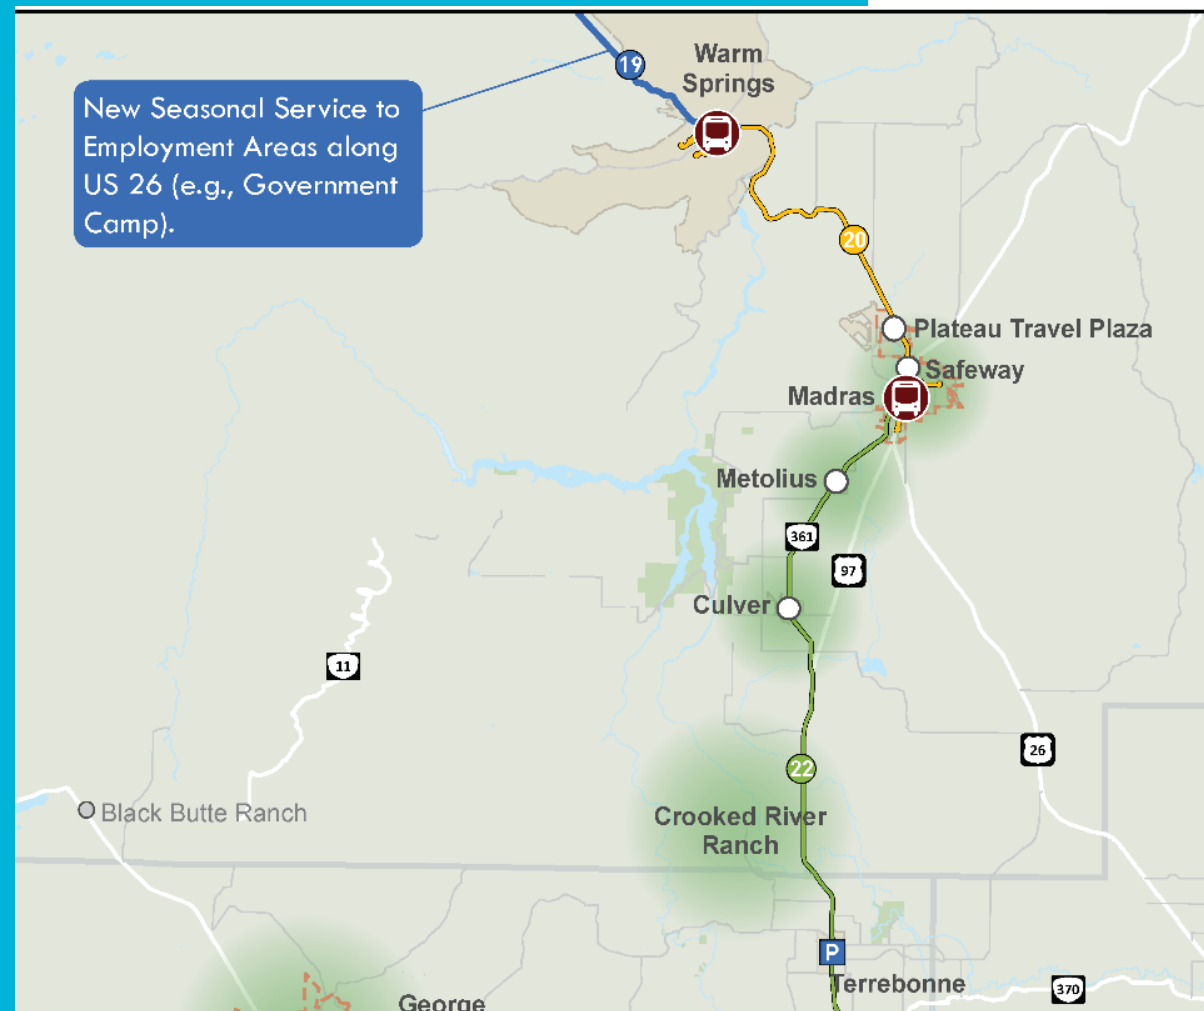 Warm
Springs
19
New Seasonal Service to
Employment Areas along
US 26 (e.g., Government
Camp).
20
Plateau Travel Plaza
Safeway
Madras
Metolius
361
97
Culver
11
26
22
Crooked River
Ranch
Black Butte Ranch
P
Terrebonne
370
George